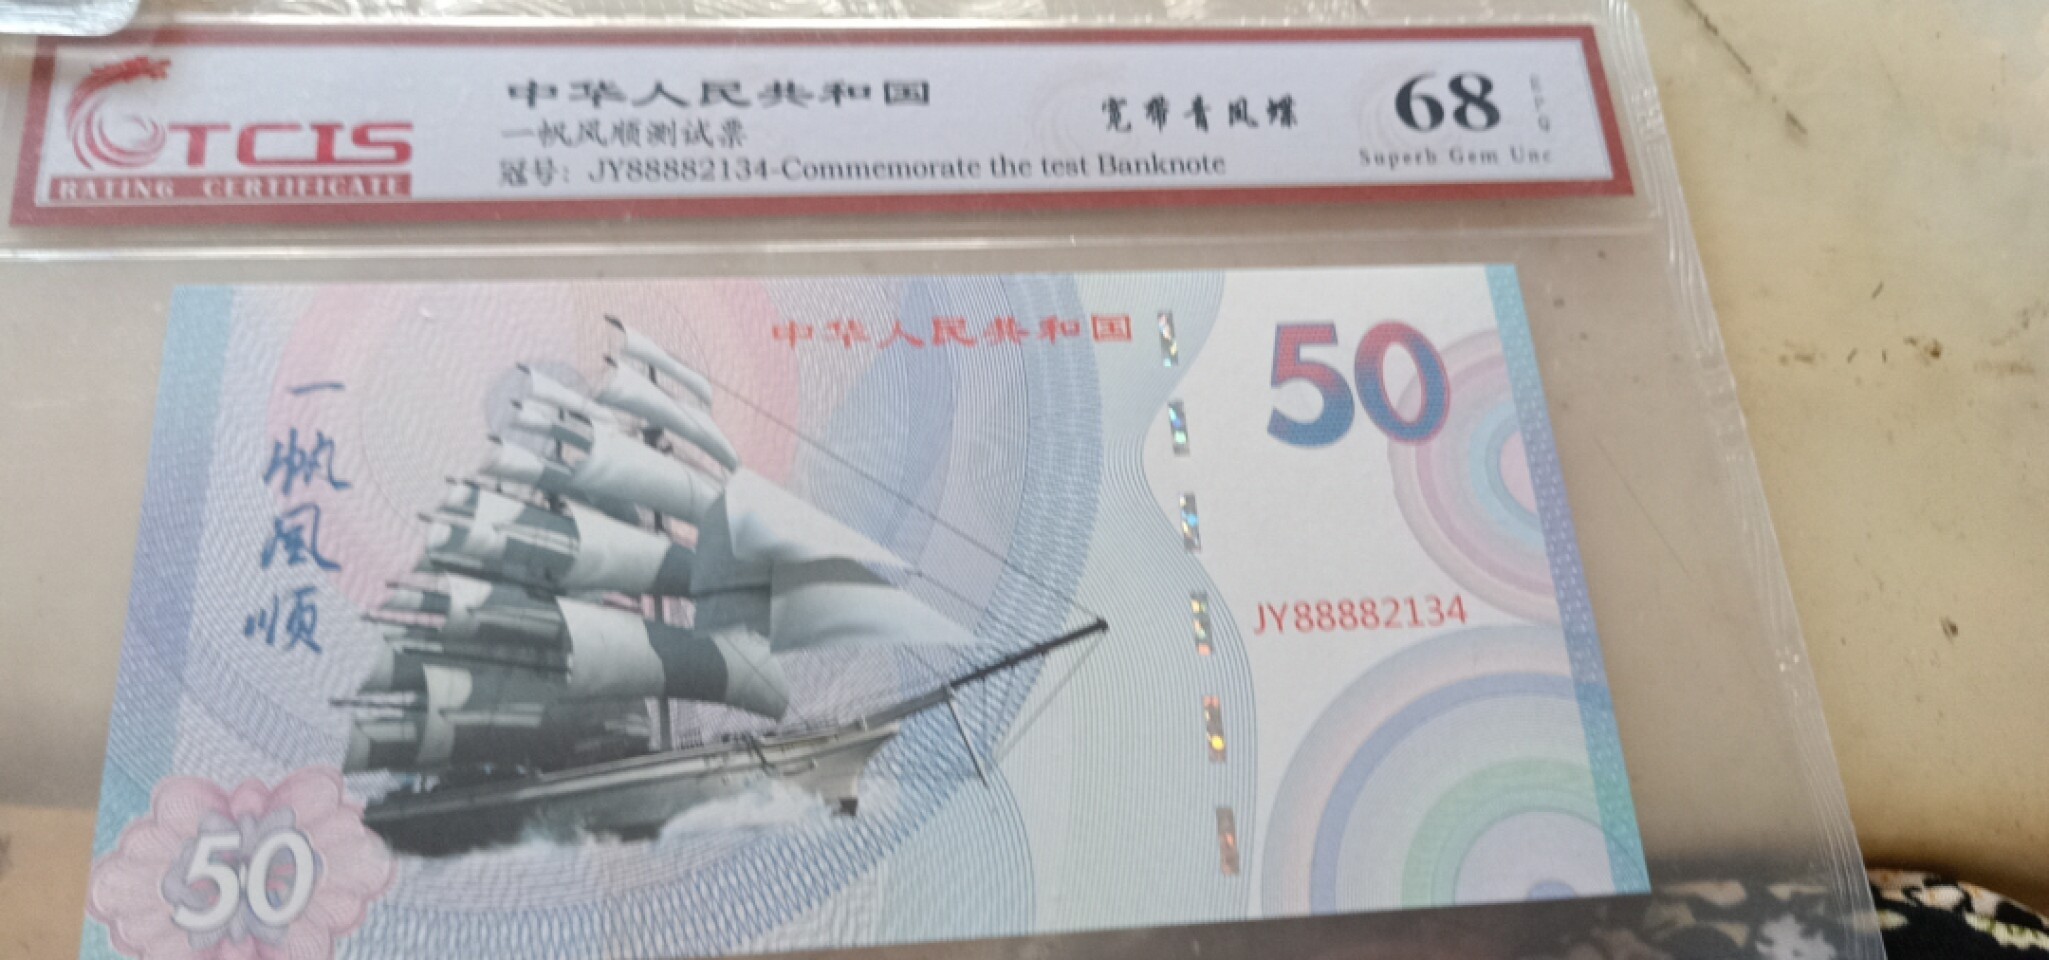 TCIS
RATING CERTIFICATE
中华人民共和国
一帆风顺测试票
冠号：JY88882134-Commemorate the test Banknote
宽带青凤蝶
68
EPQ
Superb Gem Unc
中华人民共和国
50
一帆风顺
JY88882134
50